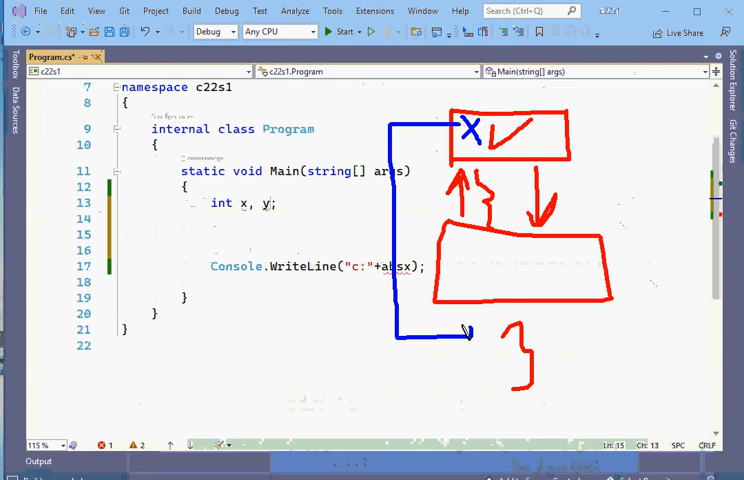 File Edit View Git Project Build Debug Test Analyze Tools Extensions Window Help Search (Ctrl+Q) c22s1
Debug Any CPU Start Live Share
Program.cs*
c22s1 c22s1.Program Main(string[] args)
7 namespace c22s1
8 {
9 internal class Program
10 {
11 static void Main(string[] args)
12 {
13 int x, y;
14
15
16
17 Console.WriteLine("c:"+absx);
18
19 }
20 }
21 }
22
X
Toolbox
Data Sources
Solution Explorer
Git Changes
115 % 1 2 Ln: 15 Ch: 13 SPC CRLF
Output